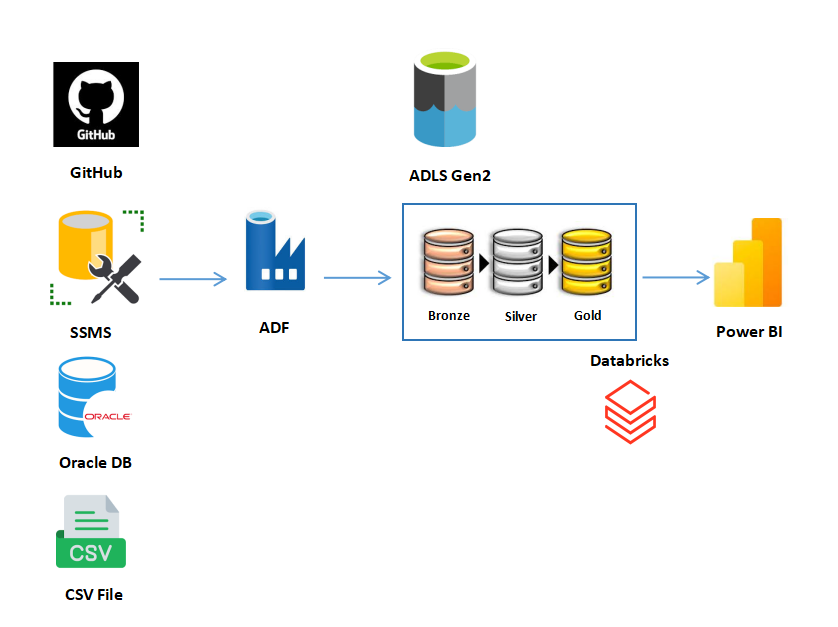 GitHub
GitHub
SSMS
ORACLE
Oracle DB
CSV
CSV File
ADF
ADLS Gen2
Bronze
Silver
Gold
Databricks
Power BI